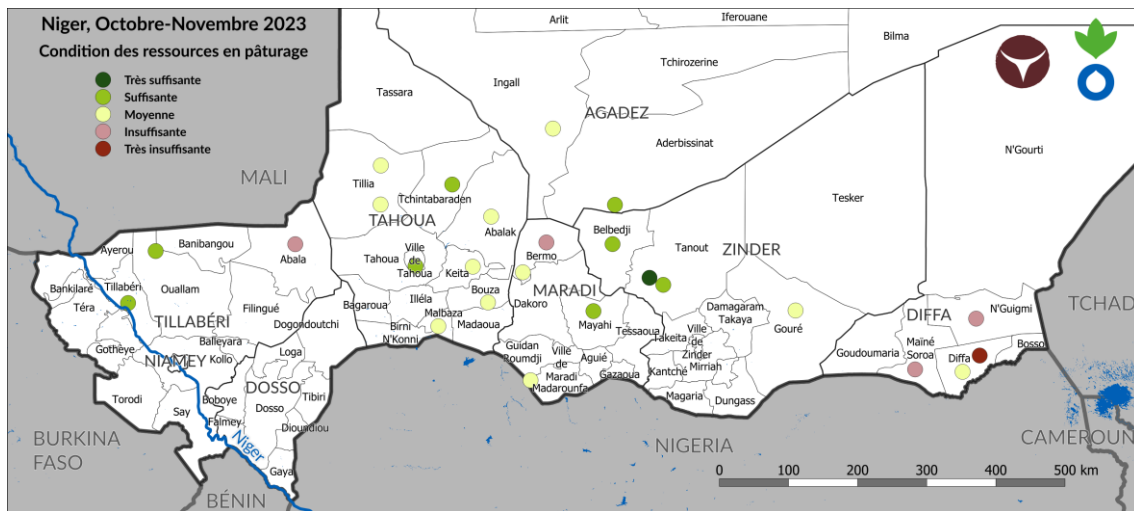 Niger, Octobre-Novembre 2023
Condition des ressources en pâturage
Très suffisante
Suffisante
Moyenne
Insuffisante
Très insuffisante
Arlit
Iferouane
Bilma
Tchirozerine
Ingall
Tassara
AGADEZ
Aderbissinat
N'Gourti
MALI
Tillia
Tchintabaraden
TAHOUA
Abalak
Tesker
Ayerou
Banibangou
Abala
Tahoua
Ville
de
Tahoua
Keita
Bermo
Belbedji
Tanout
ZINDER
Bankilaré
Tillabéri
Téra
Ouallam
Filingué
TILLABÉRI
Dogondoutchi
Bagaroua
Illéla
Bouza
Malbaza
Birni
N'Konni
Madaoua
Dakoro
MARADI
Mayahi
Tessaoua
Damagaram
Takaya
Gouré
DIFFA
N'Guigmi
TCHAD
Gotheye
NIAMEY
Balleyara
Kollo
Loga
Guidan
Roumdji
Ville
de
Maradi
Madarounfa
Aguié
Gazaoua
Takeita
Ville
de
Zinder
Mirriah
Kantché
Magaria
Dungass
Goudoumaria
Maïné
Soroa
Diffa
Bosso
Torodi
Say
DOSSO
Boboye
Dosso
Tibiri
Falmey
Dioundiou
Gaya
Niger
BURKINA
FASO
BÉNIN
NIGERIA
CAMEROUN
0 100 200 300 400 500 km